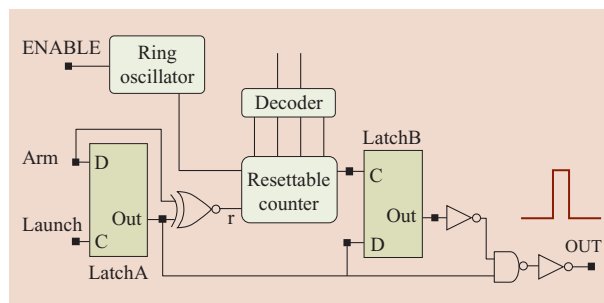 ENABLE
Ring
oscillator
Decoder
LatchB
Arm
D
Resettable
counter
C
Launch
Out
r
Out
C
D
OUT
LatchA